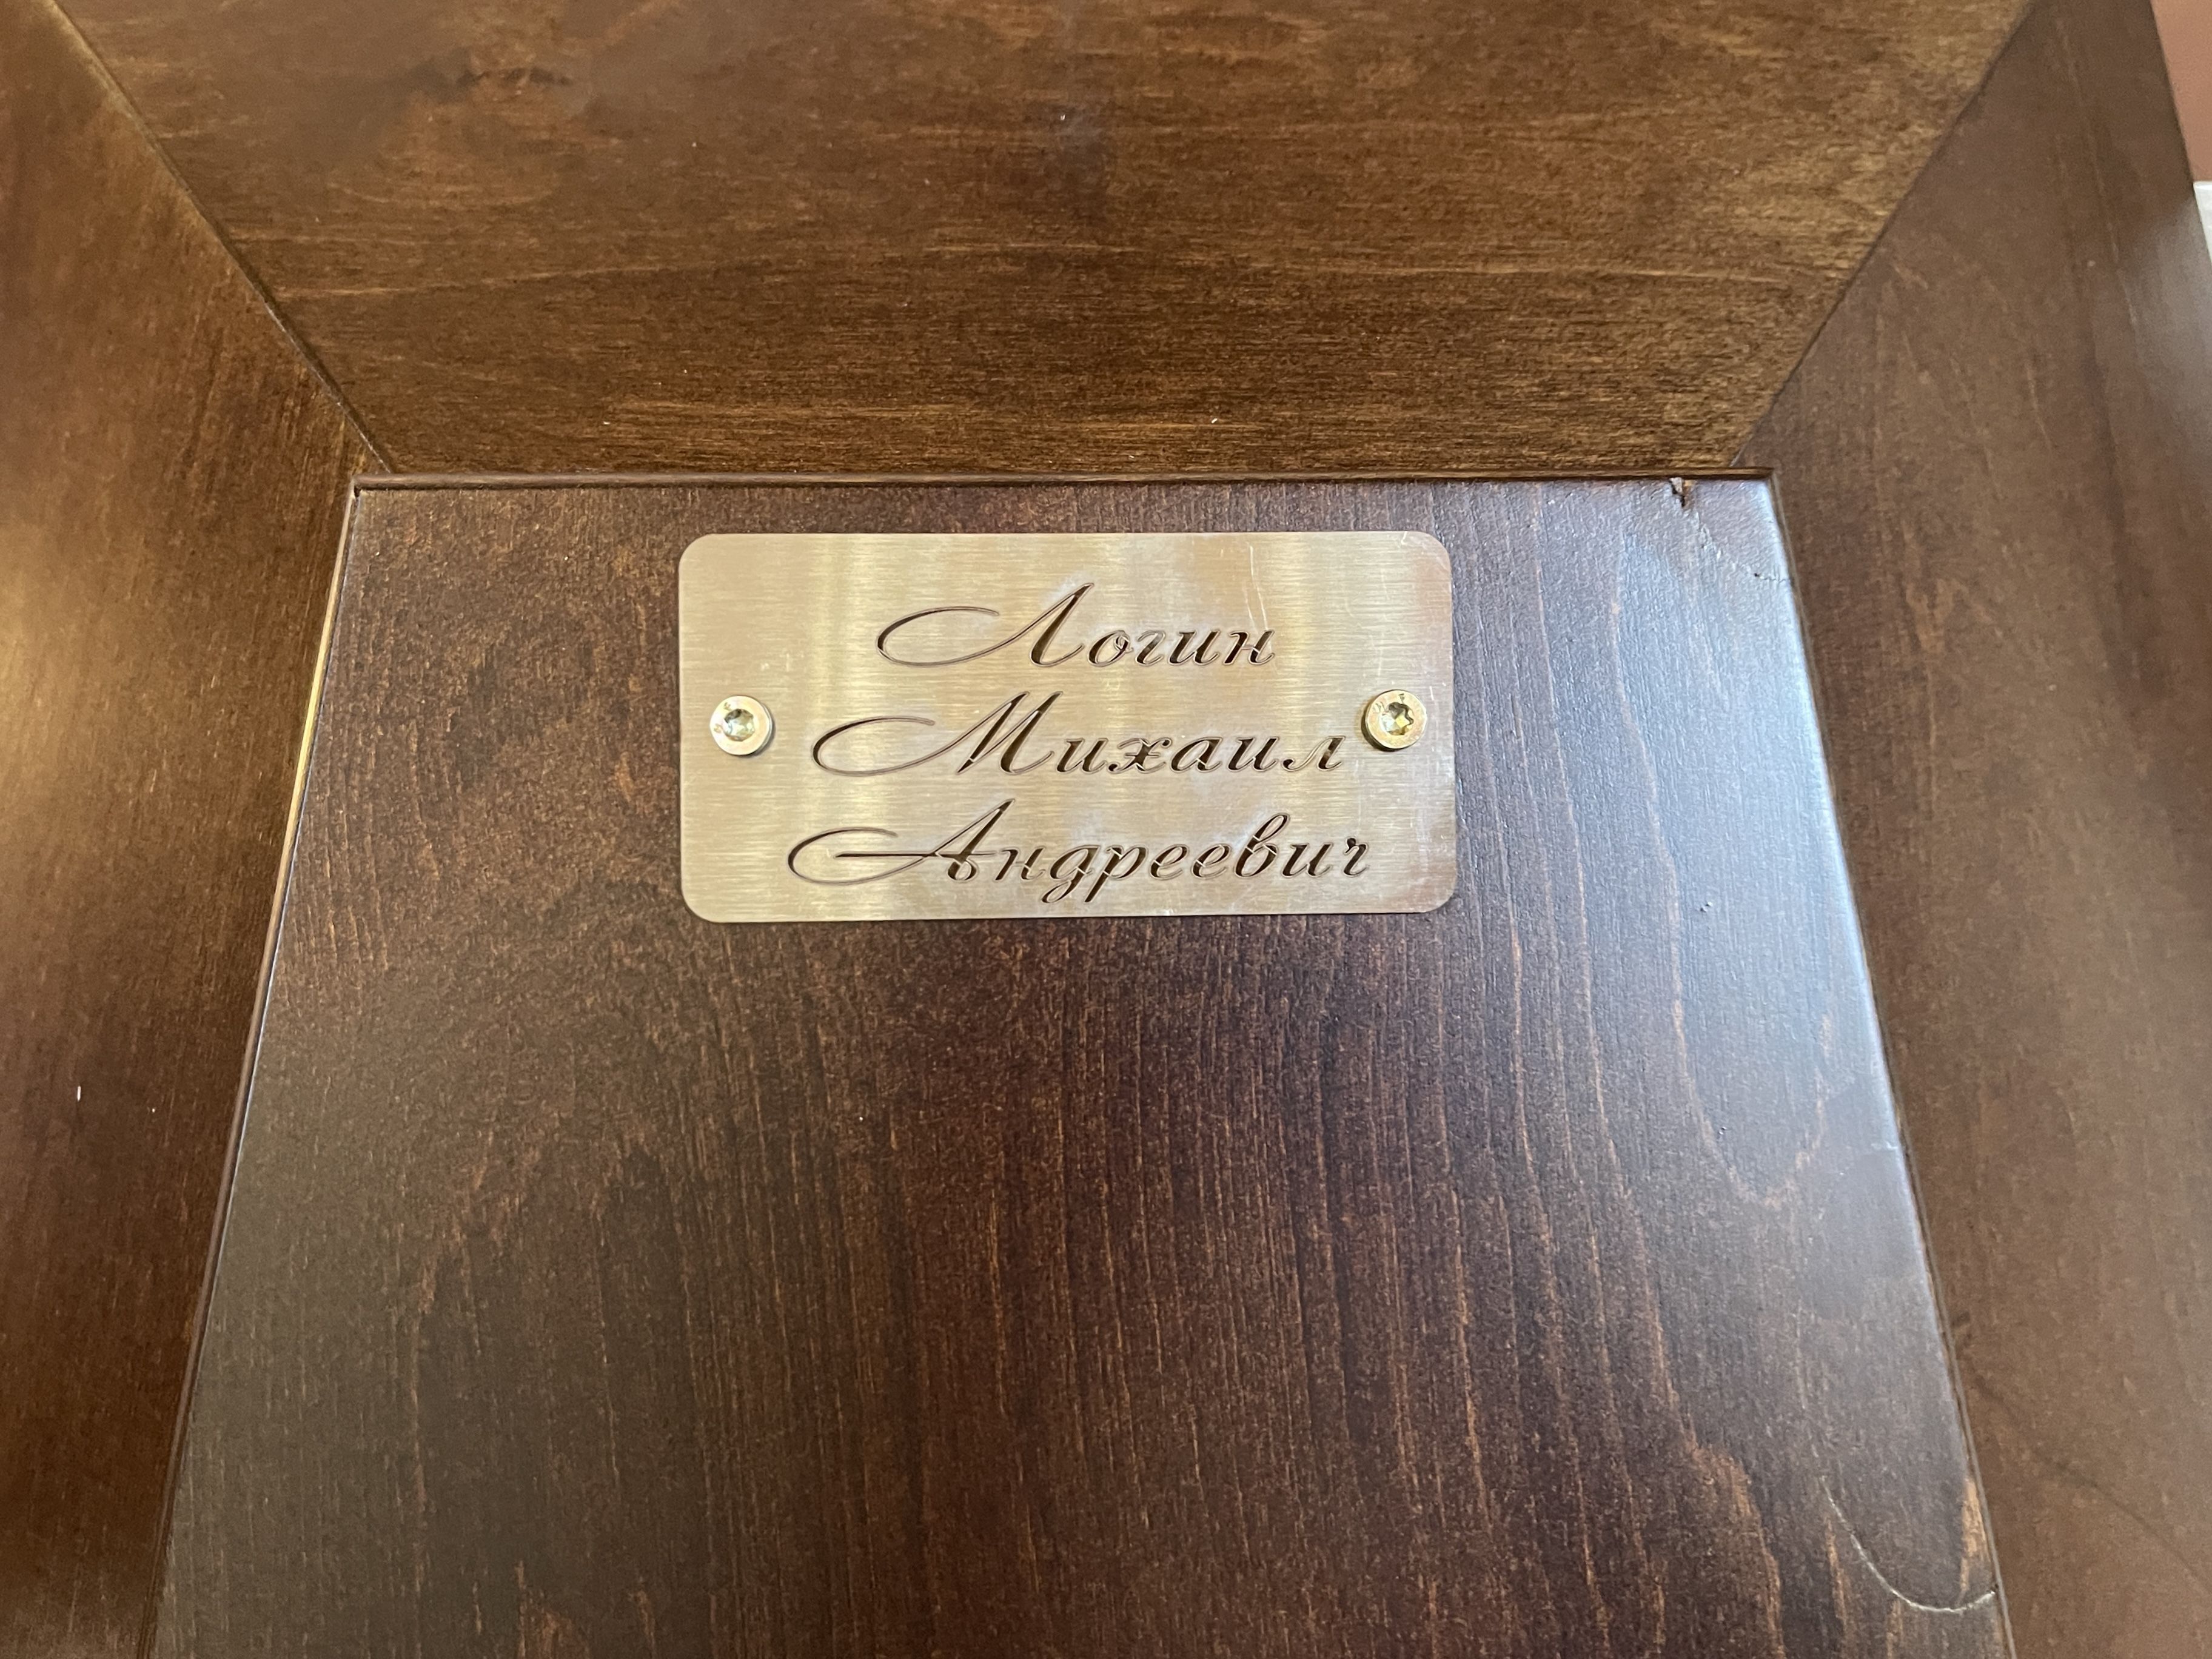 Логин
Михаил
Андреевич